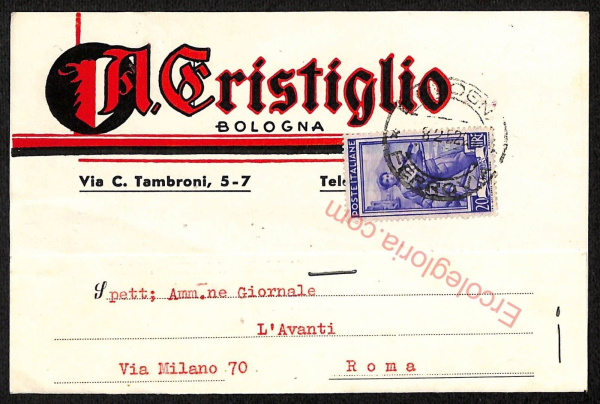 A. Cristiglio
BOLOGNA
Via C. Tambroni, 5-7 Tele
POSTE ITALIANE
20
Ercolegloria.com
Spett; Amm.ne Giornale
L'Avanti
Via Milano 70 Roma